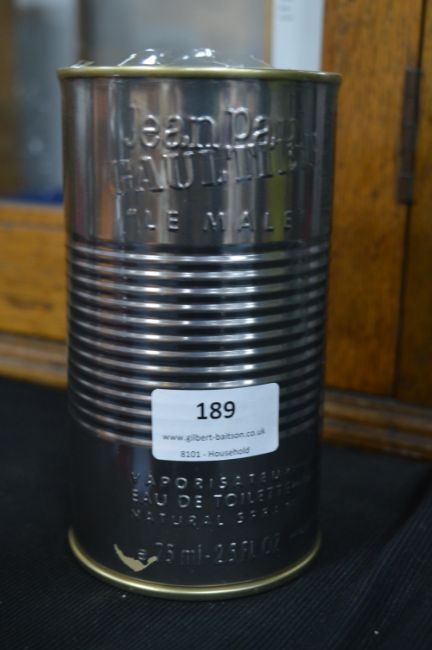 Jean Paul
GAULTIER
"LE MALE"
189
www.gilbert-baitson.co.uk
8101 - Household
VAPORISATEUR
EAU DE TOILETTE
NATURAL SPRAY
e 75 ml-2.5 FL.OZ